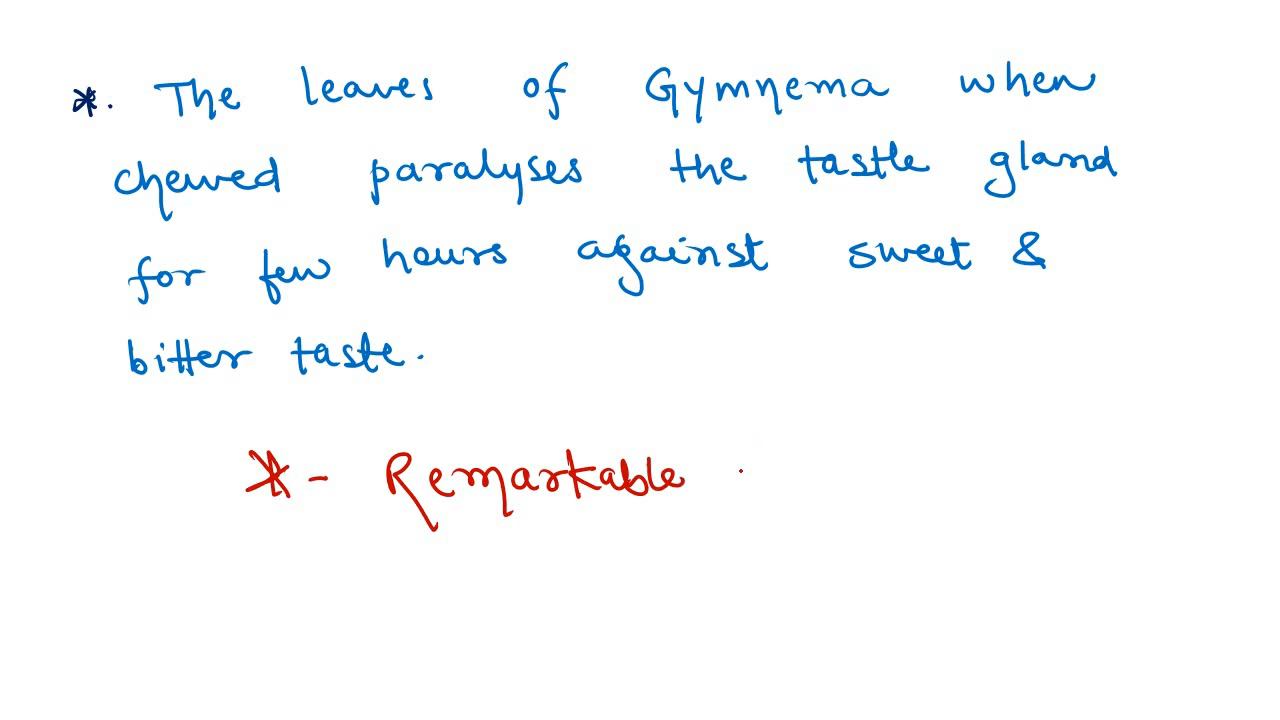 *. The leaves of Gymnema when
chewed paralyses the tastle gland
for few hours against sweet &
bitter taste.
*- Remarkable .